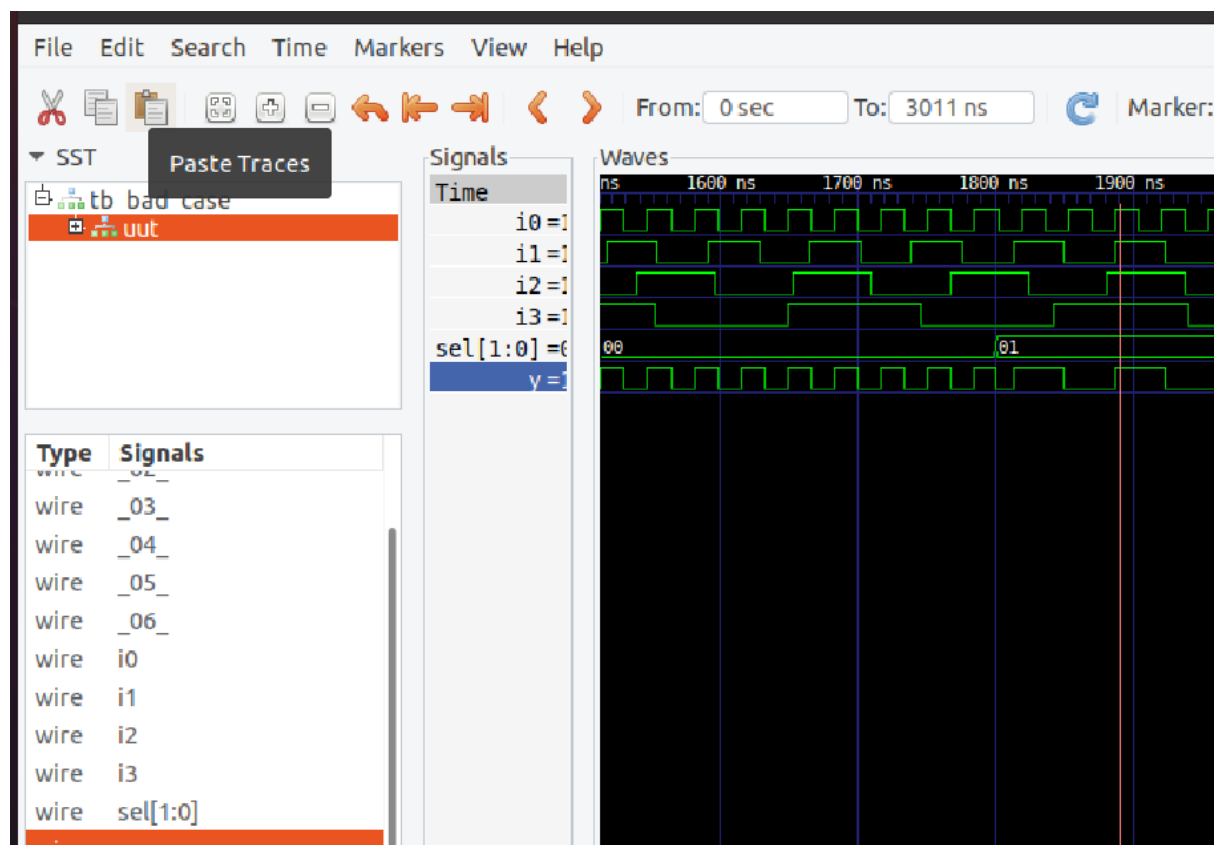 File Edit Search Time Markers View Help
From: 0 sec To: 3011 ns Marker:
SST
Paste Traces
tb_bad_case
uut
Signals
Time
i0 =1
i1 =1
i2 =1
i3 =1
sel[1:0] =0
y =1
Waves
ns 1600 ns 1700 ns 1800 ns 1900 ns
00 01
Type Signals
wire _02_
wire _03_
wire _04_
wire _05_
wire _06_
wire i0
wire i1
wire i2
wire i3
wire sel[1:0]